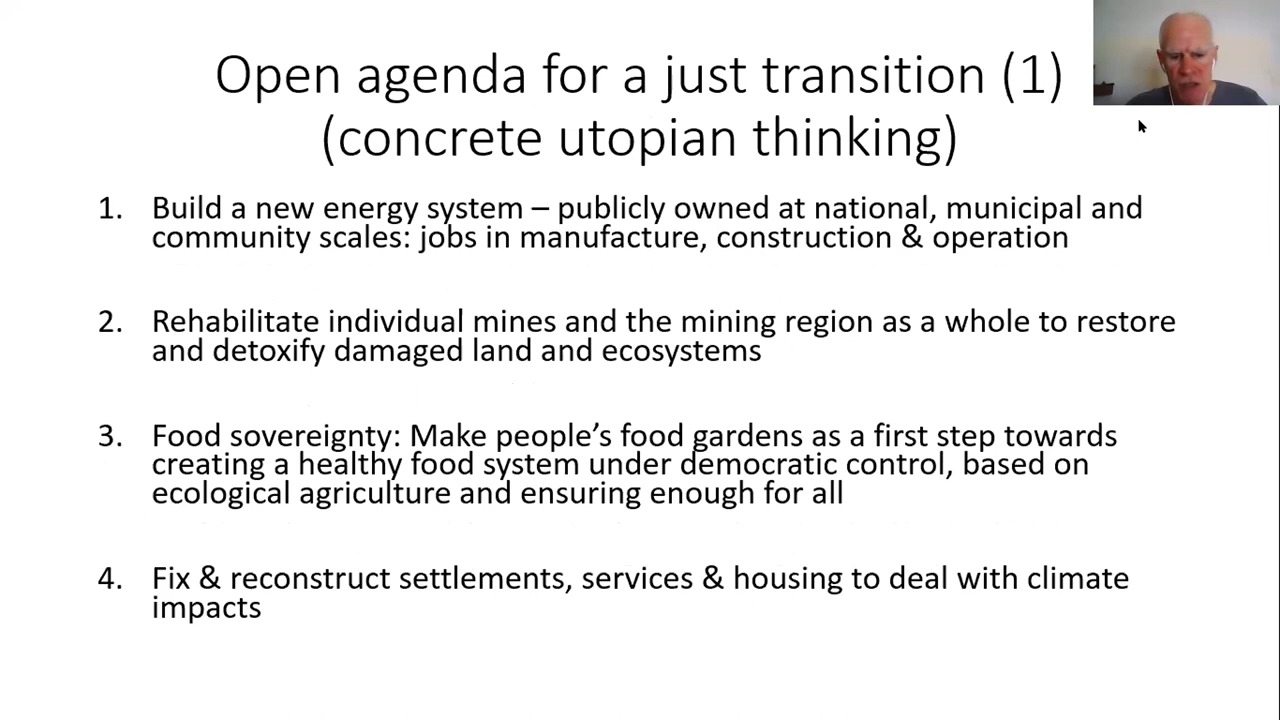 Open agenda for a just transition (1)
(concrete utopian thinking)
1. Build a new energy system – publicly owned at national, municipal and
community scales: jobs in manufacture, construction & operation
2. Rehabilitate individual mines and the mining region as a whole to restore
and detoxify damaged land and ecosystems
3. Food sovereignty: Make people’s food gardens as a first step towards
creating a healthy food system under democratic control, based on
ecological agriculture and ensuring enough for all
4. Fix & reconstruct settlements, services & housing to deal with climate
impacts